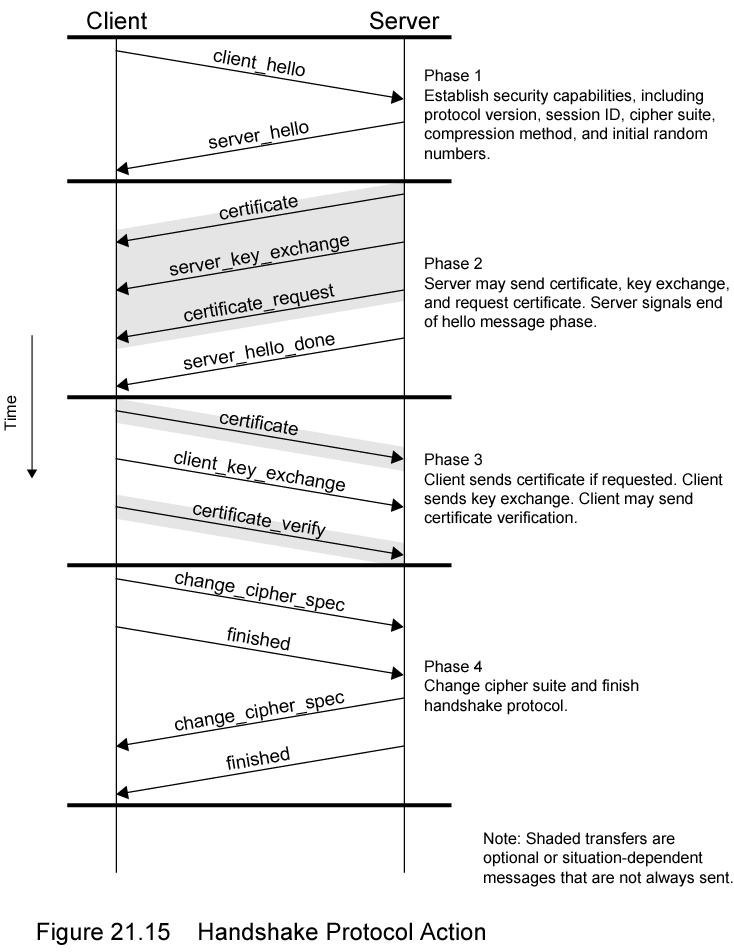 Client
Server
client_hello
Phase 1
Establish security capabilities, including
protocol version, session ID, cipher suite,
compression method, and initial random
numbers.
server_hello
certificate
server_key_exchange
Phase 2
Server may send certificate, key exchange,
and request certificate. Server signals end
of hello message phase.
certificate_request
server_hello_done
Time
certificate
client_key_exchange
Phase 3
Client sends certificate if requested. Client
sends key exchange. Client may send
certificate verification.
certificate_verify
change_cipher_spec
finished
Phase 4
Change cipher suite and finish
handshake protocol.
change_cipher_spec
finished
Note: Shaded transfers are
optional or situation-dependent
messages that are not always sent.
Figure 21.15 Handshake Protocol Action